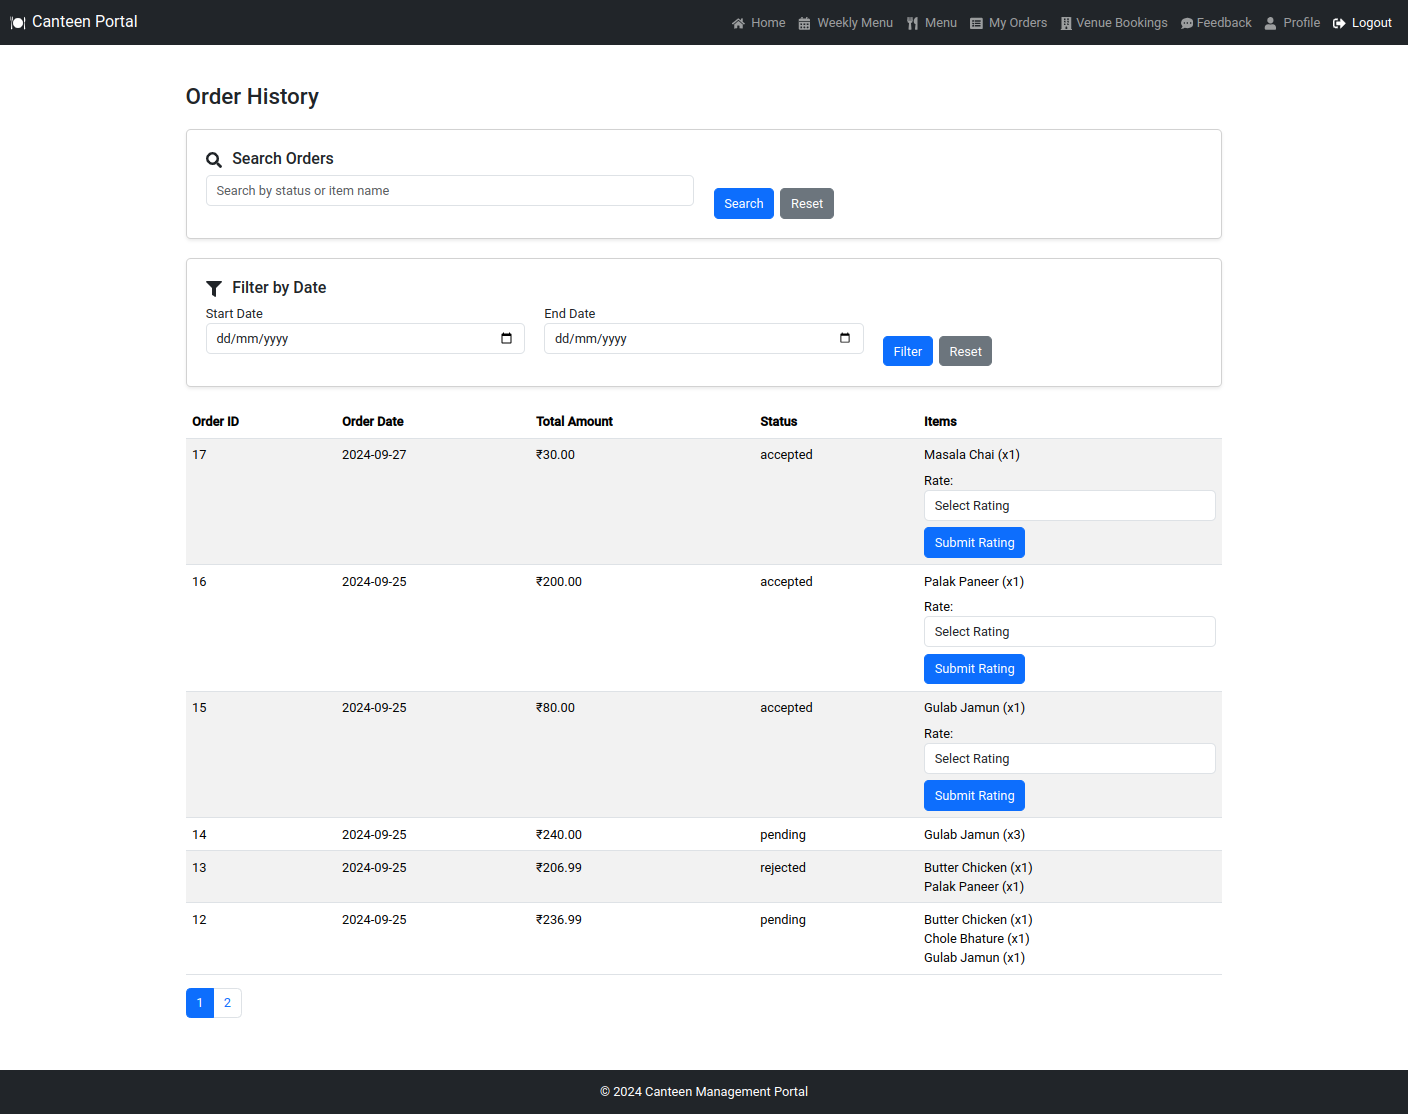 Canteen Portal Home Weekly Menu Menu My Orders Venue Bookings Feedback Profile Logout
Order History
Search Orders
Search by status or item name Search Reset
Filter by Date
Start Date End Date
dd/mm/yyyy dd/mm/yyyy Filter Reset
Order ID Order Date Total Amount Status Items
17 2024-09-27 ₹30.00 accepted Masala Chai (x1)
Rate:
Select Rating
Submit Rating
16 2024-09-25 ₹200.00 accepted Palak Paneer (x1)
Rate:
Select Rating
Submit Rating
15 2024-09-25 ₹80.00 accepted Gulab Jamun (x1)
Rate:
Select Rating
Submit Rating
14 2024-09-25 ₹240.00 pending Gulab Jamun (x3)
13 2024-09-25 ₹206.99 rejected Butter Chicken (x1)
Palak Paneer (x1)
12 2024-09-25 ₹236.99 pending Butter Chicken (x1)
Chole Bhature (x1)
Gulab Jamun (x1)
1 2
© 2024 Canteen Management Portal